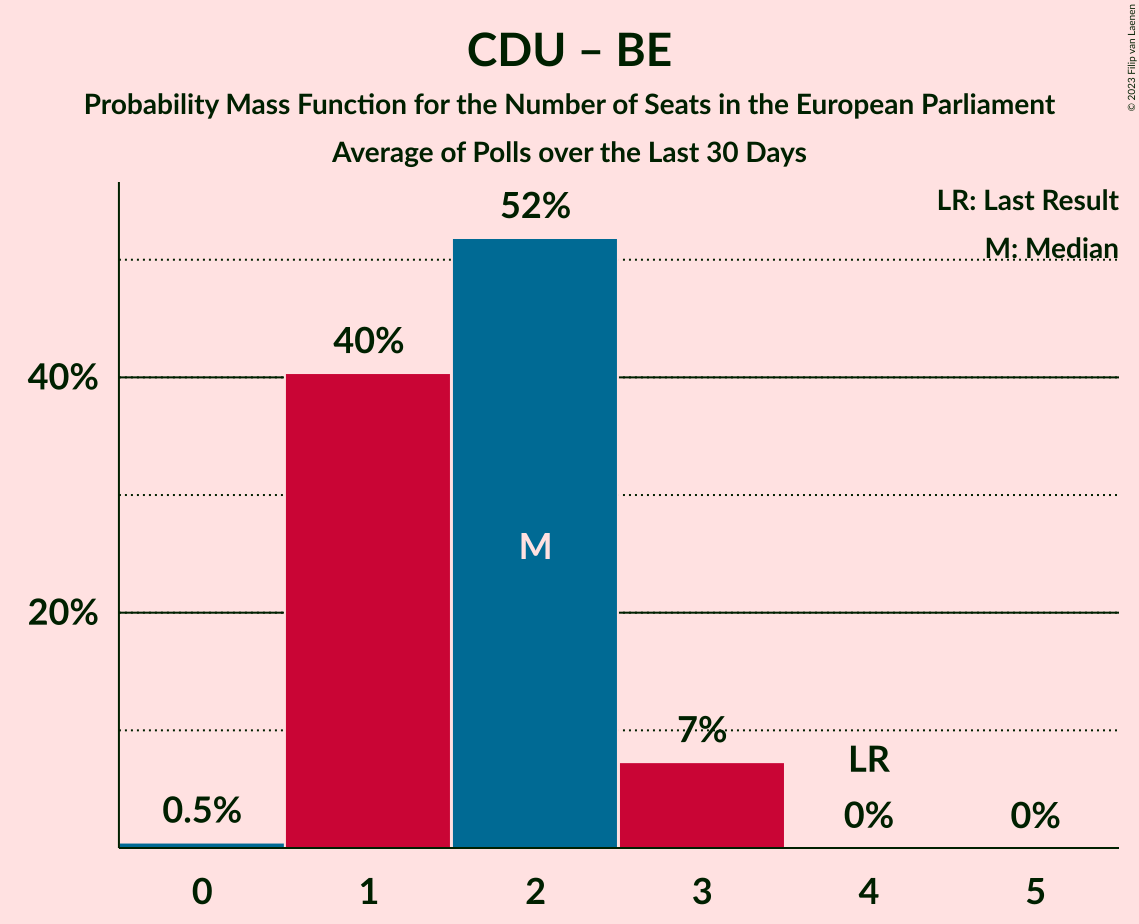 CDU – BE
Probability Mass Function for the Number of Seats in the European Parliament
Average of Polls over the Last 30 Days
© 2023 Filip van Laenen
LR: Last Result
M: Median
52%
40%
40%
M
20%
7%
LR
0.5%
0%
0%
0 1 2 3 4 5